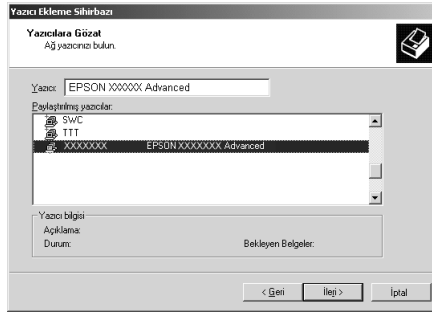 Yazıcı Ekleme Sihirbazı
Yazıcılara Gözat
Ağ yazıcınızı bulun.
Yazıcı: EPSON XXXXXX Advanced
Paylaştırılmış yazıcılar:
SWC
TTT
XXXXXXX EPSON XXXXXXX Advanced
Yazıcı bilgisi
Açıklama:
Durum: Bekleyen Belgeler:
< Geri İleri > İptal